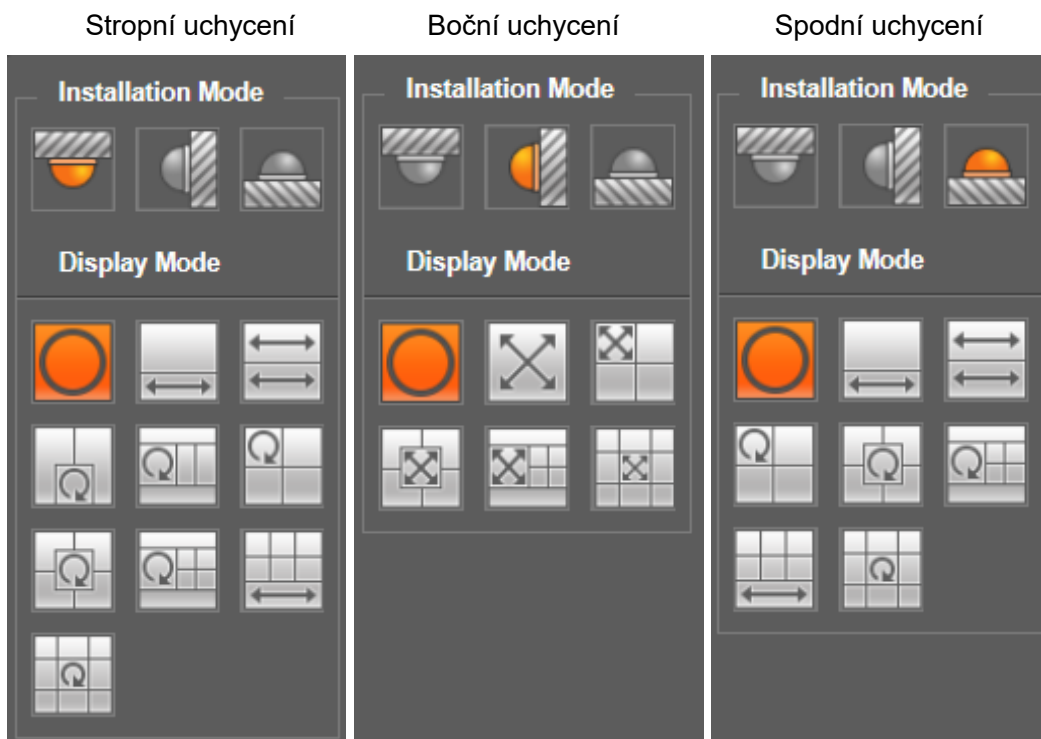 Stropní uchycení
Boční uchycení
Spodní uchycení
Installation Mode
Display Mode
Installation Mode
Display Mode
Installation Mode
Display Mode